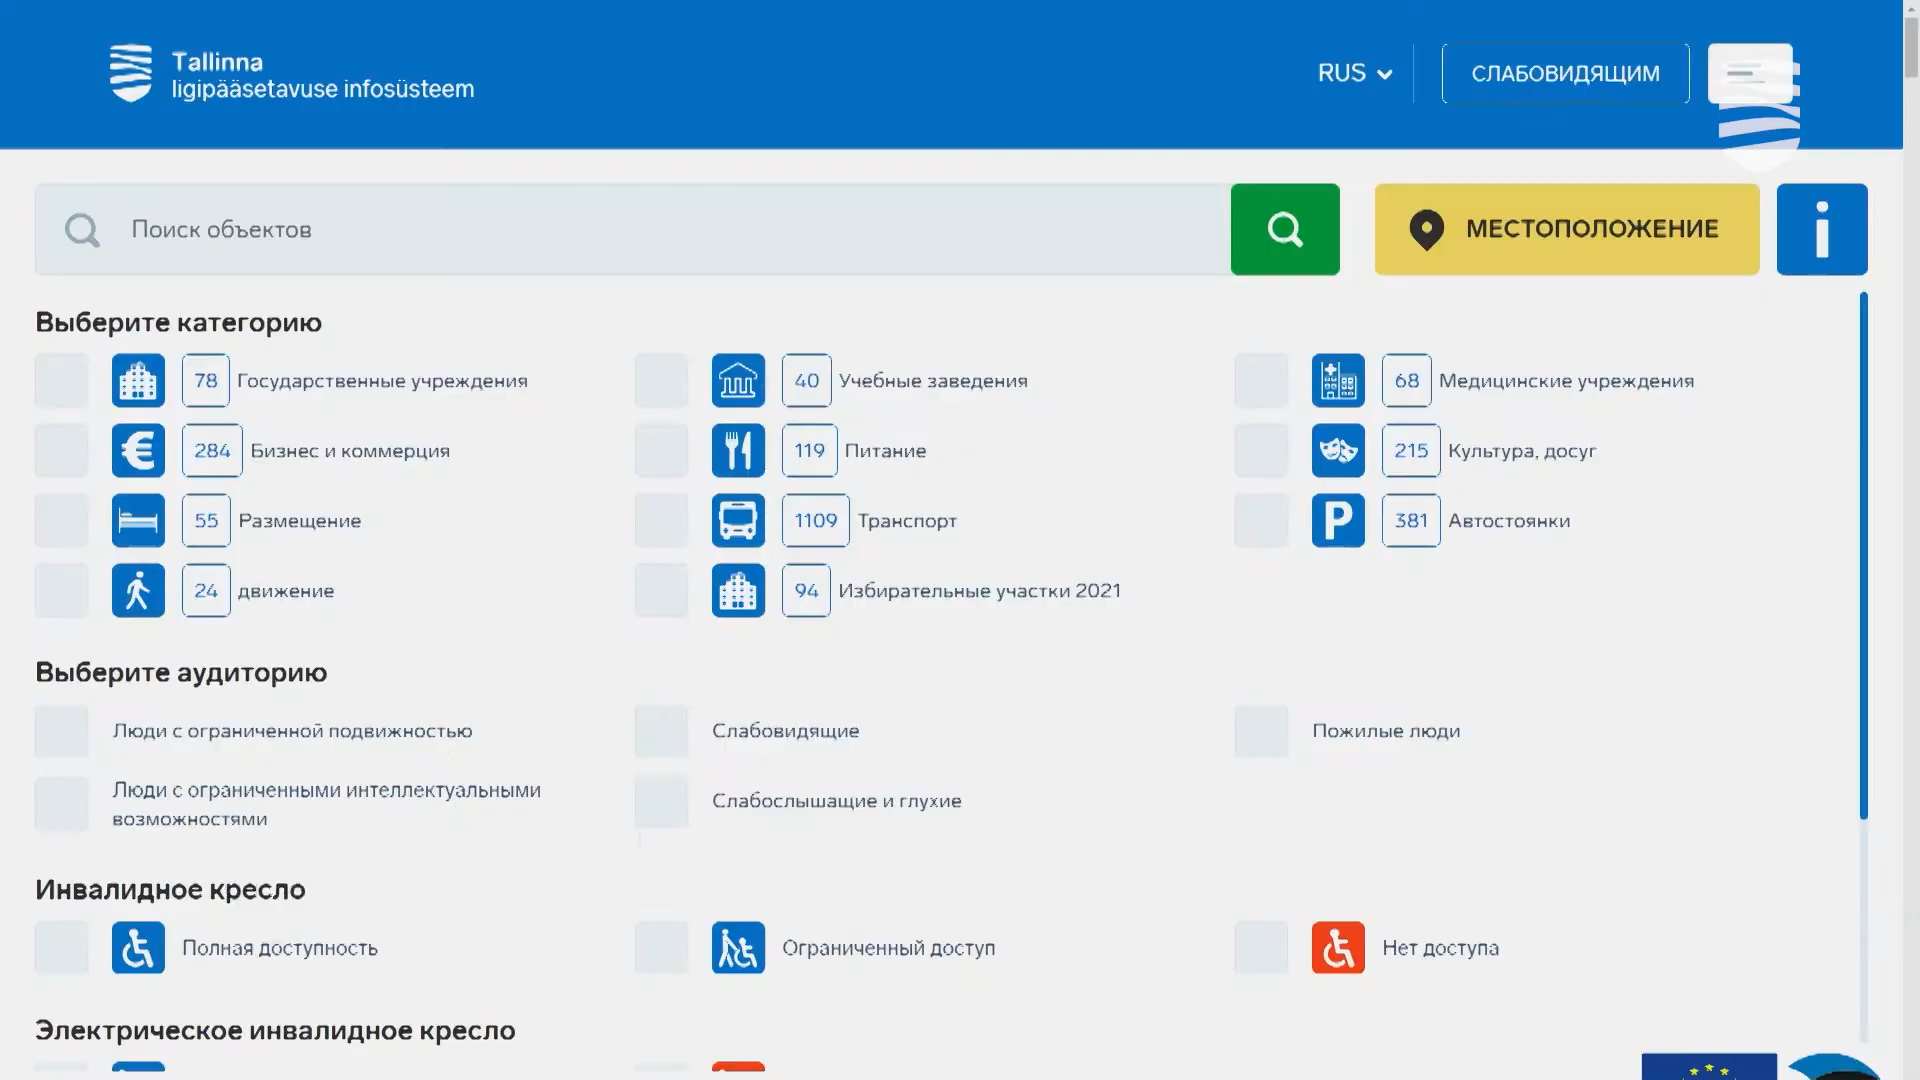 Tallinna
ligipääsetavuse infosüsteem
RUS
СЛАБОВИДЯЩИМ
Поиск объектов
МЕСТОПОЛОЖЕНИЕ
Выберите категорию
78 Государственные учреждения
40 Учебные заведения
68 Медицинские учреждения
284 Бизнес и коммерция
119 Питание
215 Культура, досуг
55 Размещение
1109 Транспорт
P 381 Автостоянки
24 движение
94 Избирательные участки 2021
Выберите аудиторию
Люди с ограниченной подвижностью
Слабовидящие
Пожилые люди
Люди с ограниченными интеллектуальными
возможностями
Слабослышащие и глухие
Инвалидное кресло
Полная доступность
Ограниченный доступ
Нет доступа
Электрическое инвалидное кресло